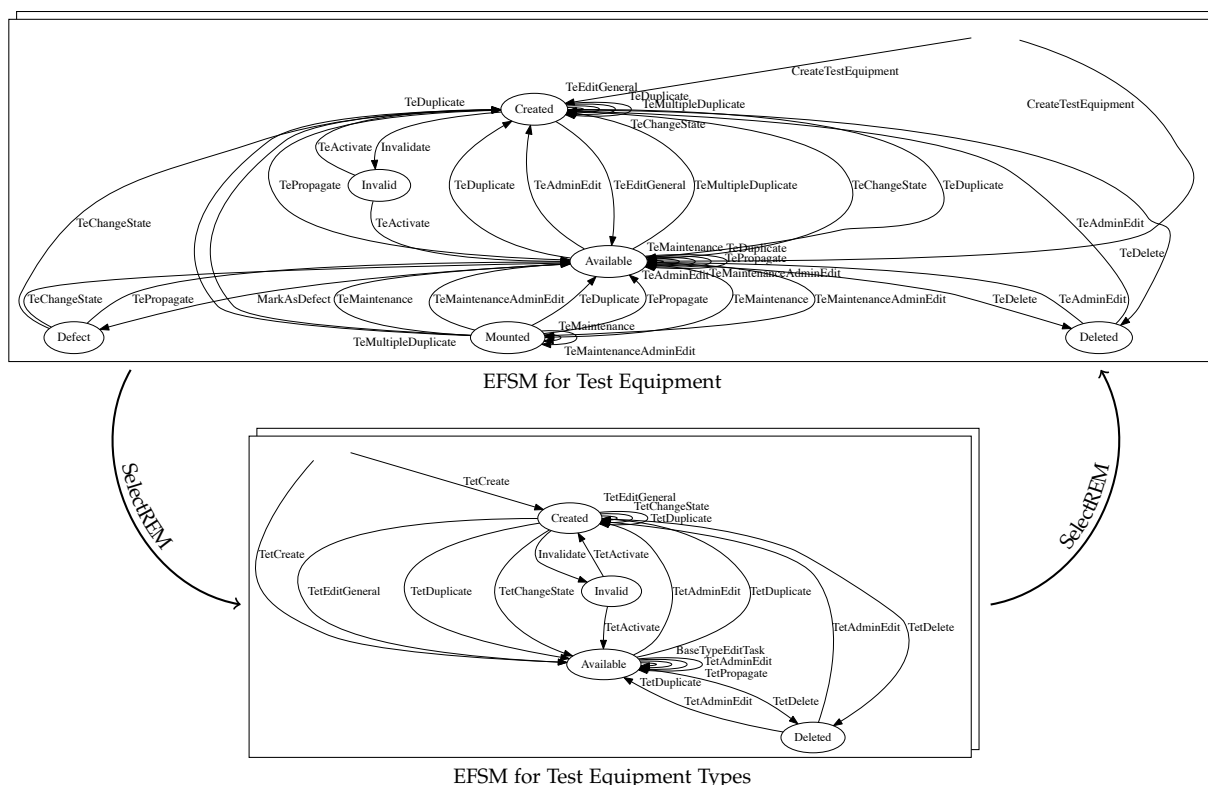 CreateTestEquipment
TeEditGeneral
TeDuplicate
TeDuplicate
Created
TeMultipleDuplicate
CreateTestEquipment
TeChangeState
TeActivate
Invalidate
Invalid
TePropagate
TeDuplicate
TeAdminEdit
TeEditGeneral
TeMultipleDuplicate
TeChangeState
TeDuplicate
TeChangeState
TeActivate
TeAdminEdit
TeMaintenance
TeDuplicate
TeDelete
Available
TePropagate
TeChangeState
TePropagate
MarkAsDefect
TeMaintenance
TeMaintenanceAdminEdit
TeDuplicate
TePropagate
TeAdminEdit
TeMaintenanceAdminEdit
TeMaintenance
TeMaintenanceAdminEdit
TeDelete
TeAdminEdit
Defect
TeMultipleDuplicate
Mounted
TeMaintenance
TeMaintenanceAdminEdit
Deleted
EFSM for Test Equipment
SelectREM
SelectREM
TetCreate
TetEditGeneral
TetChangeState
Created
TetDuplicate
TetCreate
Invalidate
TetActivate
TetEditGeneral
TetDuplicate
TetChangeState
Invalid
TetAdminEdit
TetDuplicate
TetActivate
TetAdminEdit
TetDelete
BaseTypeEditTask
Available
TetAdminEdit
TetPropagate
TetDuplicate
TetAdminEdit
TetDelete
Deleted
EFSM for Test Equipment Types